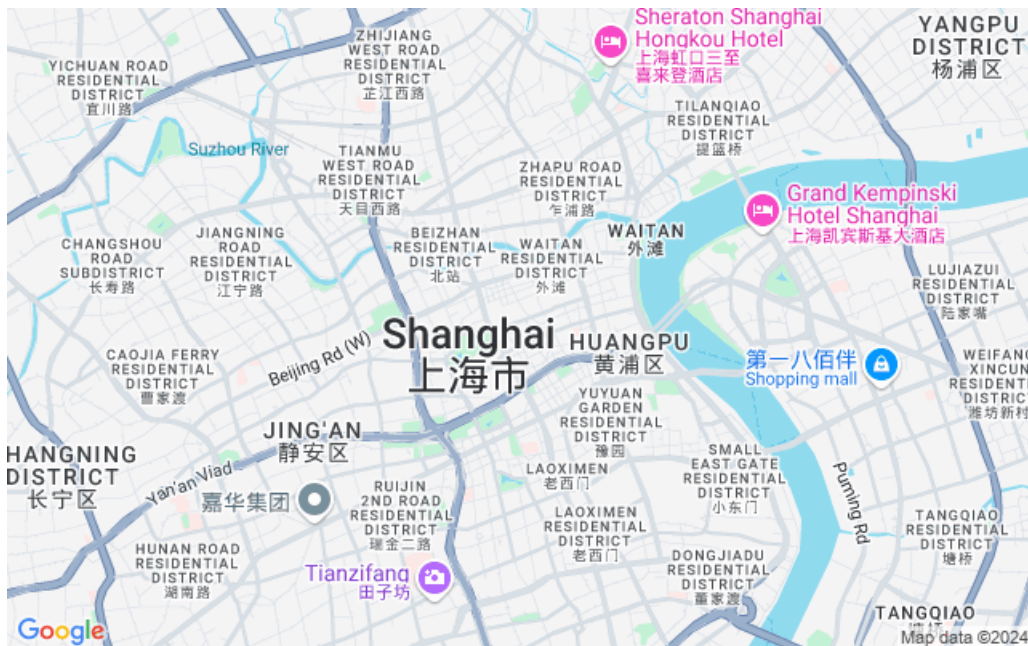 Sheraton Shanghai
Hongkou Hotel
上海虹口三至
喜来登酒店
YANGPU
DISTRICT
杨浦区
ZHIJIANG
WEST ROAD
RESIDENTIAL
DISTRICT
芷江西路
YICHUAN ROAD
RESIDENTIAL
DISTRICT
宜川路
TILANQIAO
RESIDENTIAL
DISTRICT
提篮桥
Suzhou River
TIANMU
WEST ROAD
RESIDENTIAL
DISTRICT
天目西路
ZHAPU ROAD
RESIDENTIAL
DISTRICT
乍浦路
Grand Kempinski
Hotel Shanghai
上海凯宾斯基大酒店
CHANGSHOU
ROAD
SUBDISTRICT
长寿路
JIANGNING
ROAD
RESIDENTIAL
DISTRICT
江宁路
BEIZHAN
RESIDENTIAL
DISTRICT
北站
WAITAN
RESIDENTIAL
DISTRICT
外滩
WAITAN
外滩
LUJIAZUI
RESIDENTIAL
DISTRICT
陆家嘴
Shanghai
上海市
HUANGPU
黄浦区
Beijing Rd (W)
CAOJIA FERRY
RESIDENTIAL
DISTRICT
曹家渡
第一八佰伴
Shopping mall
WEIFANG
XINCUN
RESIDENTI
DISTRICT
潍坊新村
YUYUAN
GARDEN
RESIDENTIAL
DISTRICT
豫园
JING'AN
静安区
HANGNING
DISTRICT
长宁区
Yan'an Viad
嘉华集团
RUIJIN
2ND ROAD
RESIDENTIAL
DISTRICT
瑞金二路
LAOXIMEN
老西门
SMALL
EAST GATE
RESIDENTIAL
DISTRICT
小东门
Puming Rd
LAOXIMEN
RESIDENTIAL
DISTRICT
老西门
TANGQIAO
RESIDENTIAL
DISTRICT
塘桥
HUNAN ROAD
RESIDENTIAL
DISTRICT
湖南路
Tianzifang
田子坊
DONGJIADU
RESIDENTIAL
DISTRICT
董家渡
TANGQIAO
Google
Map data ©2024